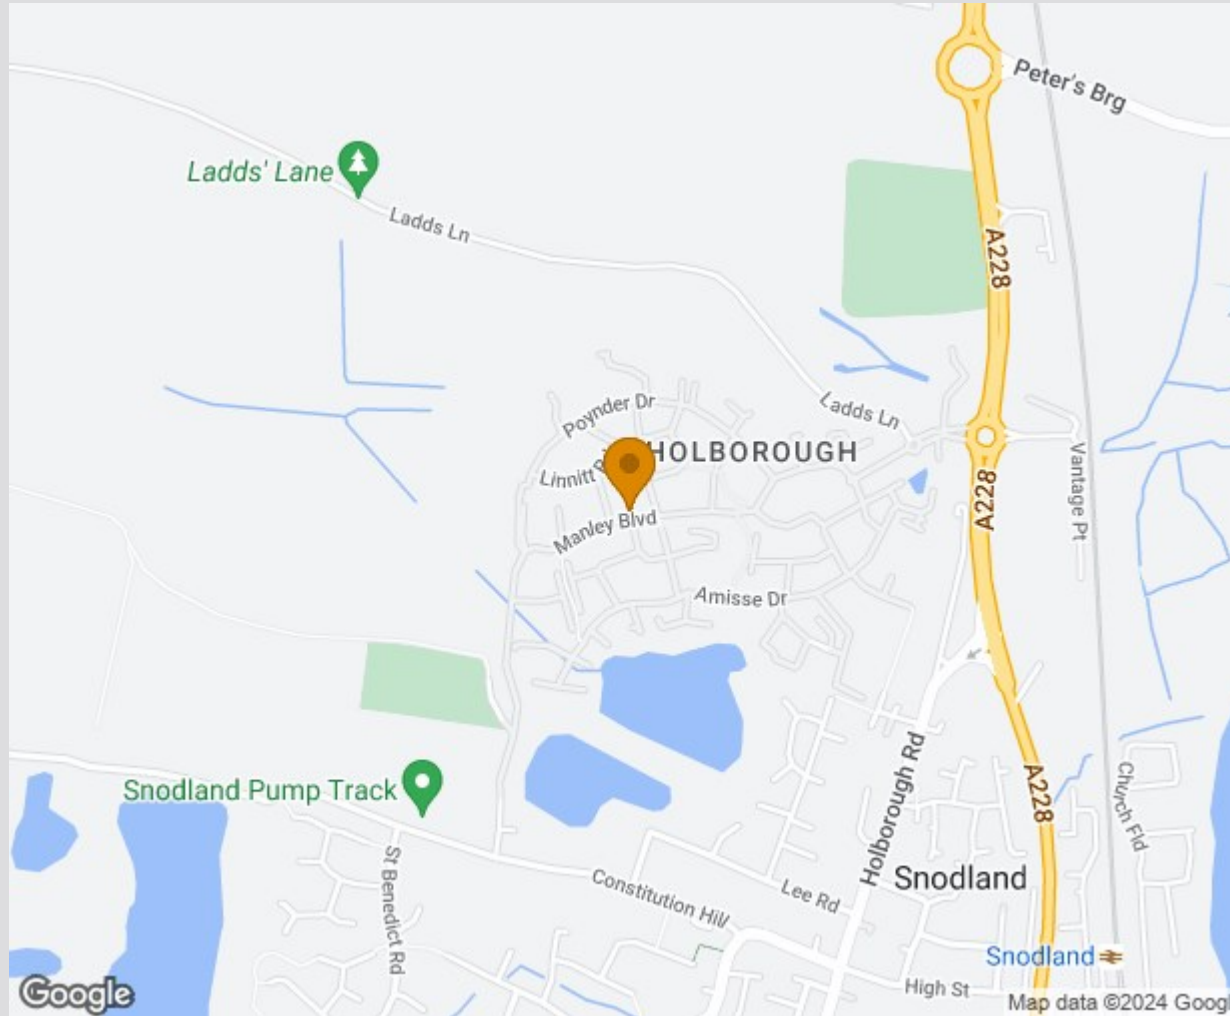 Peter's Brg
Ladds' Lane
Ladds Ln
A228
Poynder Dr
Ladds Ln
HOLBOROUGH
Linnitt
Vantage Pt
A228
Manley Blvd
Amisse Dr
Holborough Rd
A228
Church Fld
Snodland Pump Track
St Benedict Rd
Constitution Hill
Lee Rd
Snodland
Snodland
High St
Google
Map data ©2024 Googl